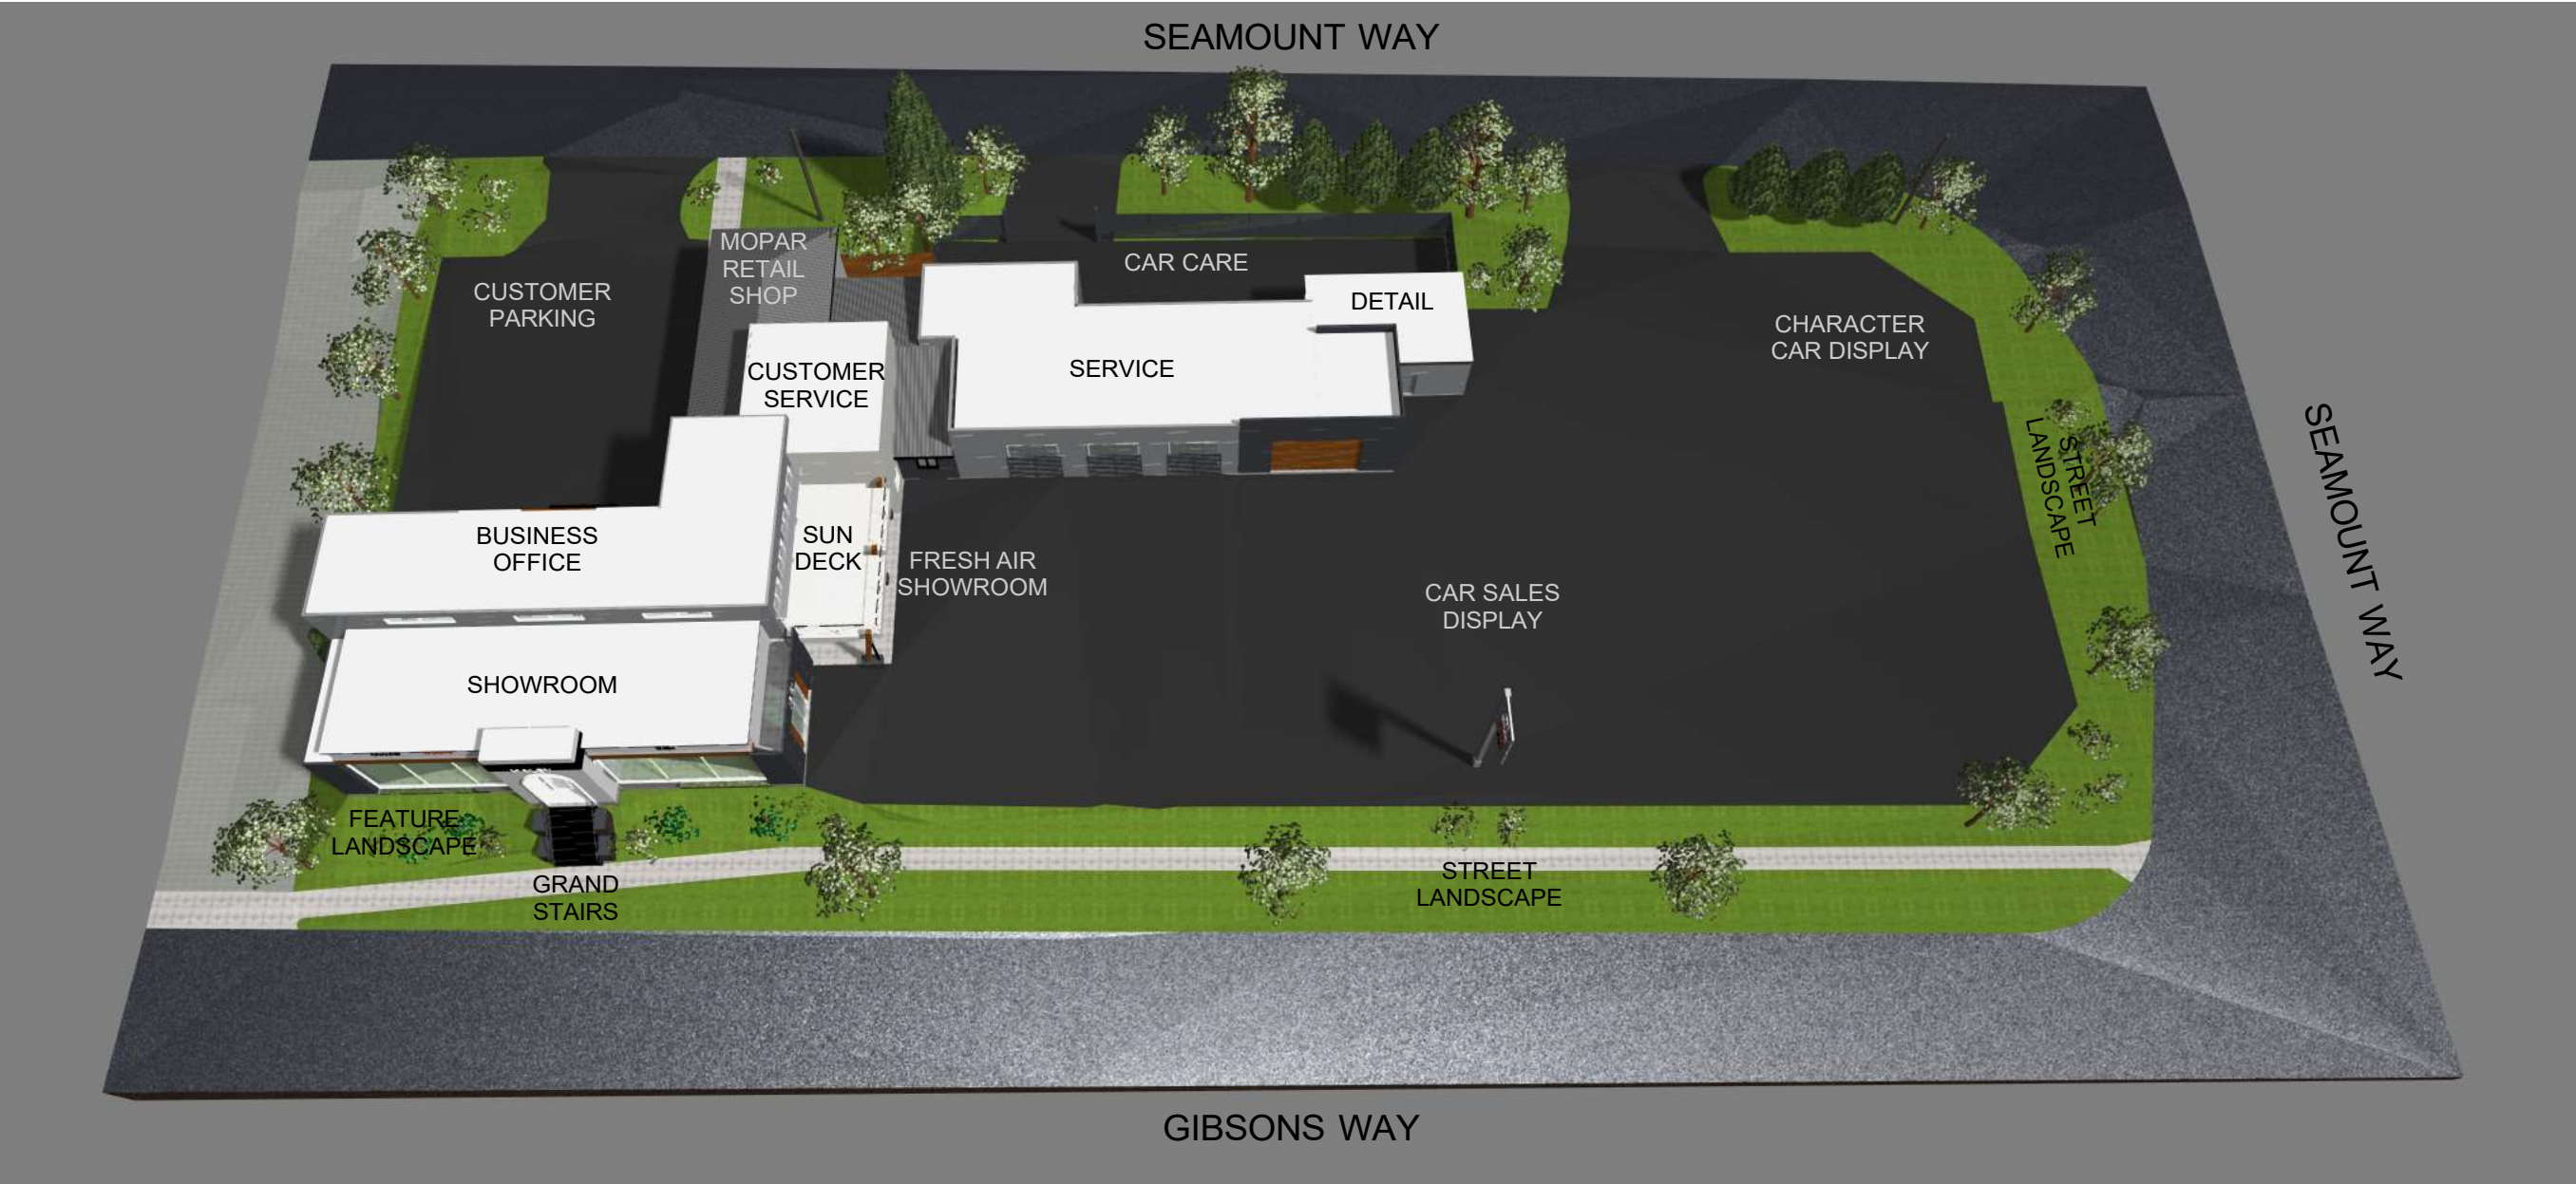 SEAMOUNT WAY
MOPAR
RETAIL
SHOP
CAR CARE
CUSTOMER
PARKING
DETAIL
CHARACTER
CAR DISPLAY
CUSTOMER
SERVICE
SERVICE
STREET
LANDSCAPE
SEAMOUNT WAY
BUSINESS
OFFICE
SUN
DECK
FRESH AIR
SHOWROOM
CAR SALES
DISPLAY
SHOWROOM
FEATURE
LANDSCAPE
GRAND
STAIRS
STREET
LANDSCAPE
GIBSONS WAY